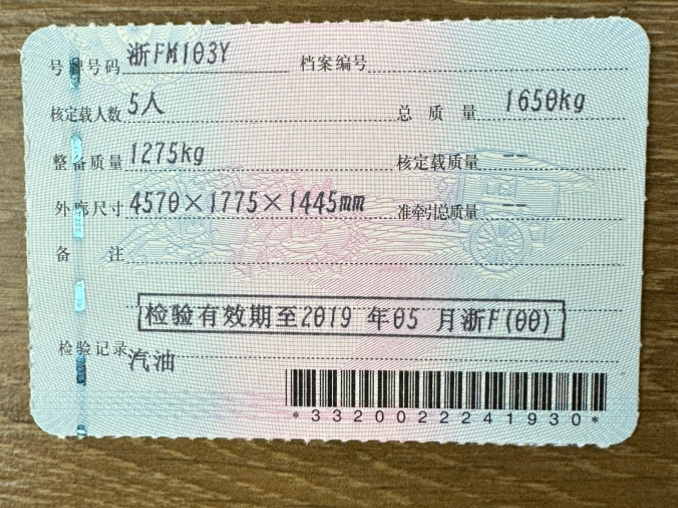 号牌号码 浙FM103Y 档案编号
核定载人数 5人 总质量 1650kg
整备质量 1275kg 核定载质量 --
外廓尺寸 4570×1775×1445mm 准牵引总质量 --
备注
检验有效期至2019 年05 月浙F(00)
检验记录 汽油
*3320022241930*